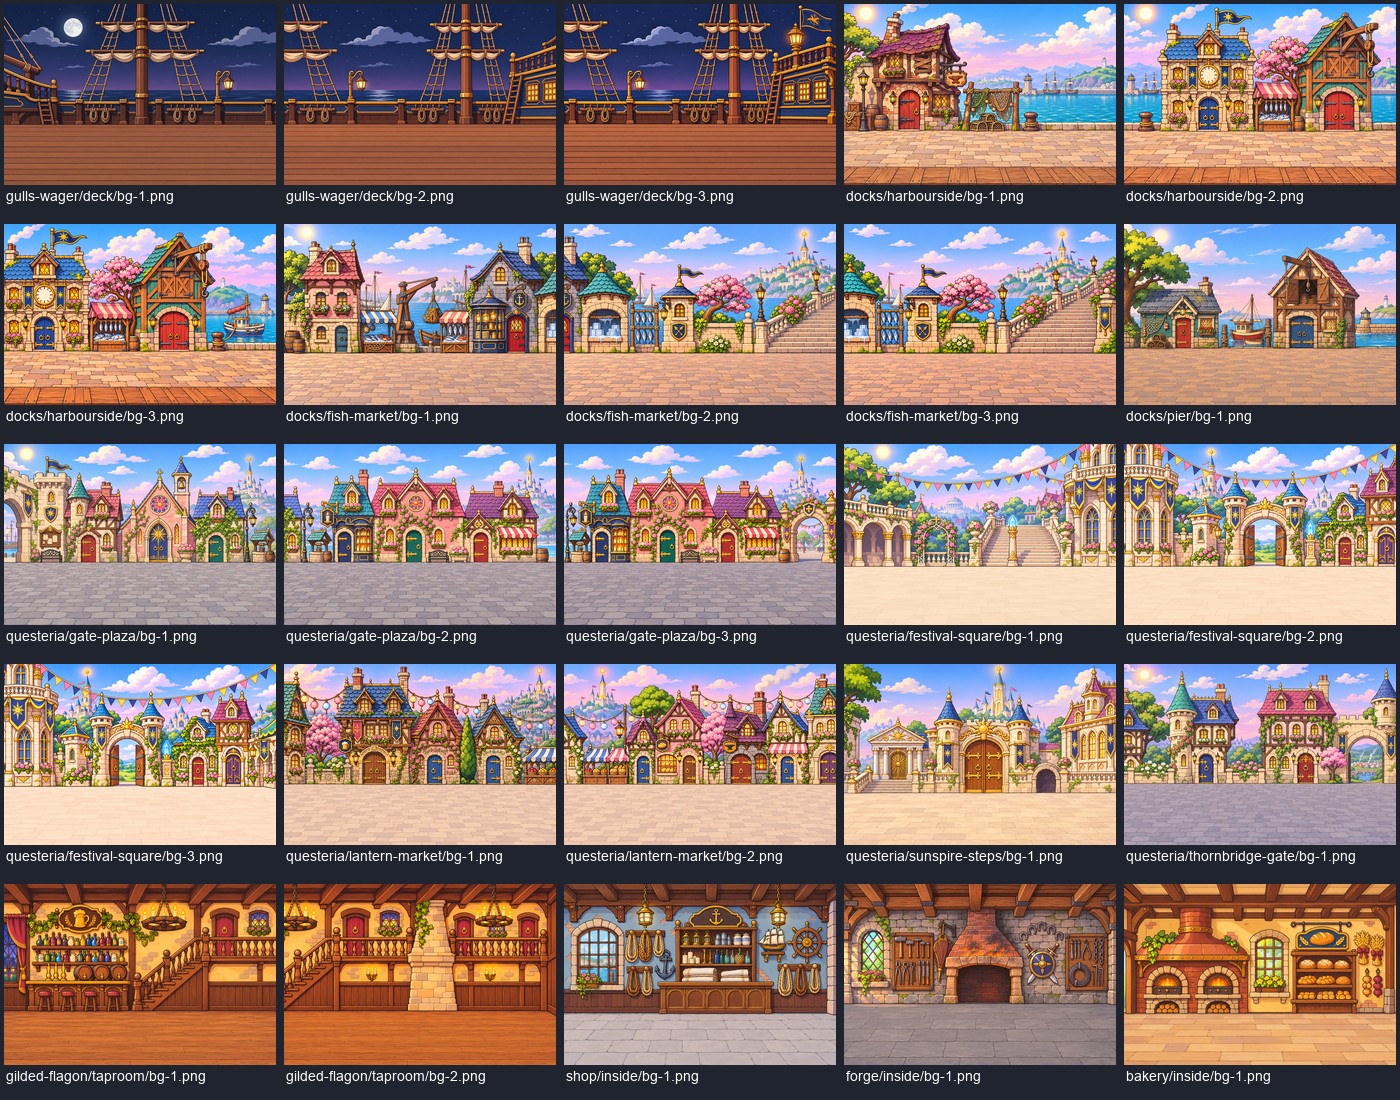 gulls-wager/deck/bg-1.png
gulls-wager/deck/bg-2.png
gulls-wager/deck/bg-3.png
docks/harbourside/bg-1.png
docks/harbourside/bg-2.png
docks/harbourside/bg-3.png
docks/fish-market/bg-1.png
docks/fish-market/bg-2.png
docks/fish-market/bg-3.png
docks/pier/bg-1.png
questeria/gate-plaza/bg-1.png
questeria/gate-plaza/bg-2.png
questeria/gate-plaza/bg-3.png
questeria/festival-square/bg-1.png
questeria/festival-square/bg-2.png
questeria/festival-square/bg-3.png
questeria/lantern-market/bg-1.png
questeria/lantern-market/bg-2.png
questeria/sunspire-steps/bg-1.png
questeria/thornbridge-gate/bg-1.png
gilded-flagon/taproom/bg-1.png
gilded-flagon/taproom/bg-2.png
shop/inside/bg-1.png
forge/inside/bg-1.png
bakery/inside/bg-1.png